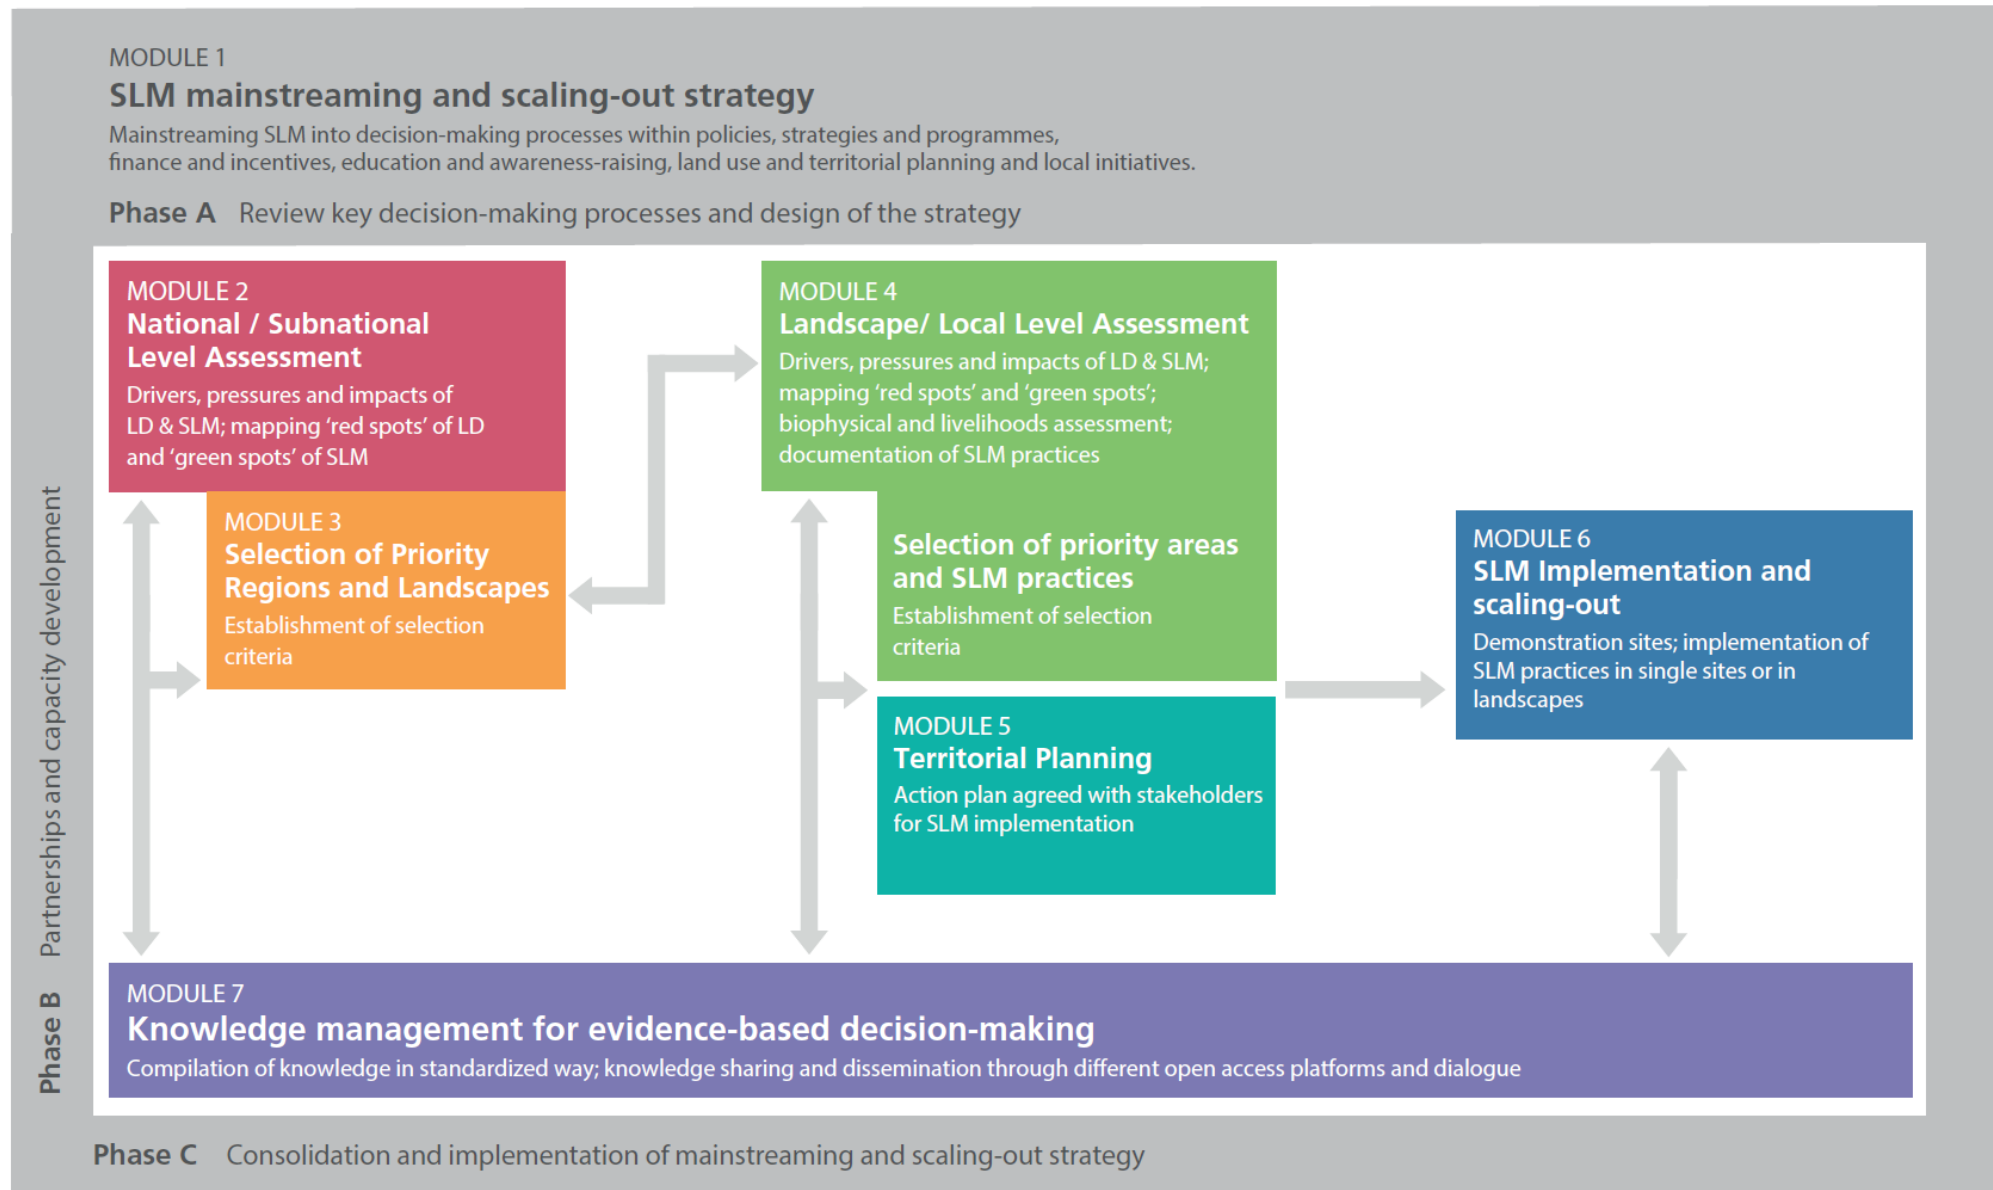 MODULE 1
SLM mainstreaming and scaling-out strategy
Mainstreaming SLM into decision-making processes within policies, strategies and programmes,
finance and incentives, education and awareness-raising, land use and territorial planning and local initiatives.
Phase A Review key decision-making processes and design of the strategy
MODULE 2
National / Subnational
Level Assessment
Drivers, pressures and impacts of
LD & SLM; mapping ‘red spots’ of LD
and ‘green spots’ of SLM
MODULE 3
Selection of Priority
Regions and Landscapes
Establishment of selection
criteria
MODULE 4
Landscape/ Local Level Assessment
Drivers, pressures and impacts of LD & SLM;
mapping ‘red spots’ and ‘green spots’;
biophysical and livelihoods assessment;
documentation of SLM practices
Selection of priority areas
and SLM practices
Establishment of selection
criteria
MODULE 5
Territorial Planning
Action plan agreed with stakeholders
for SLM implementation
MODULE 6
SLM Implementation and
scaling-out
Demonstration sites; implementation of
SLM practices in single sites or in
landscapes
MODULE 7
Knowledge management for evidence-based decision-making
Compilation of knowledge in standardized way; knowledge sharing and dissemination through different open access platforms and dialogue
Phase B Partnerships and capacity development
Phase C Consolidation and implementation of mainstreaming and scaling-out strategy